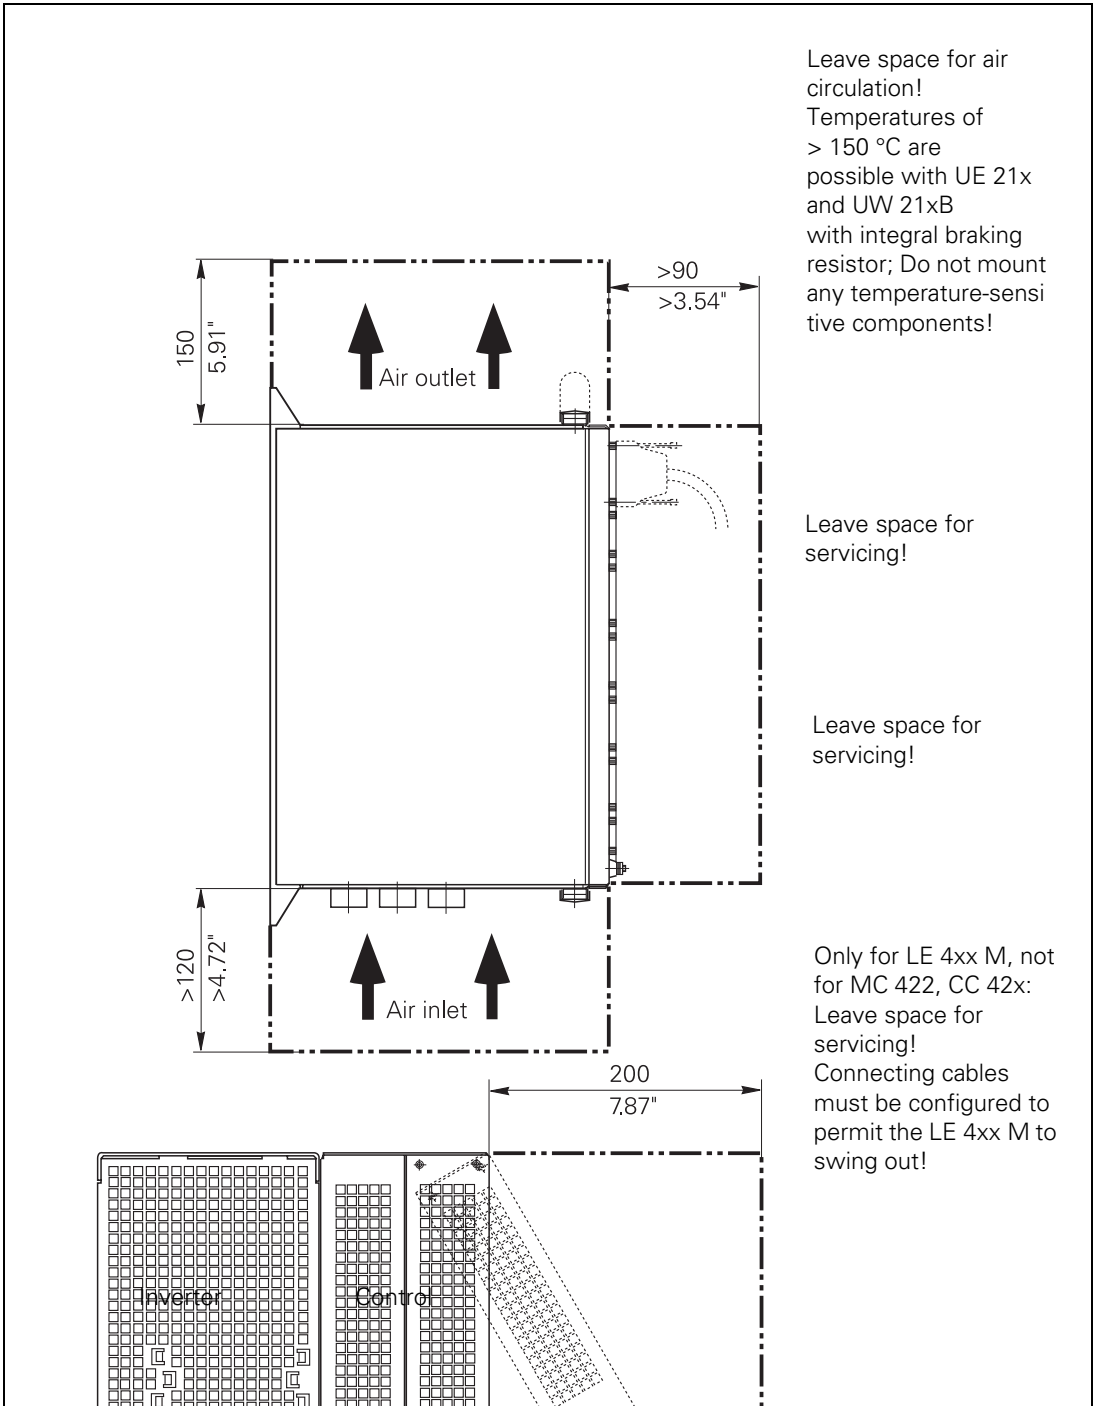 Leave space for air
circulation!
Temperatures of
> 150 °C are
possible with UE 21x
and UW 21xB
with integral braking
resistor; Do not mount
any temperature-sensi
tive components!
>90
>3.54"
150
5.91"
Air outlet
Leave space for
servicing!
Leave space for
servicing!
>120
>4.72"
Air inlet
Only for LE 4xx M, not
for MC 422, CC 42x:
Leave space for
servicing!
Connecting cables
must be configured to
permit the LE 4xx M to
swing out!
200
7.87"
Inverter
Control